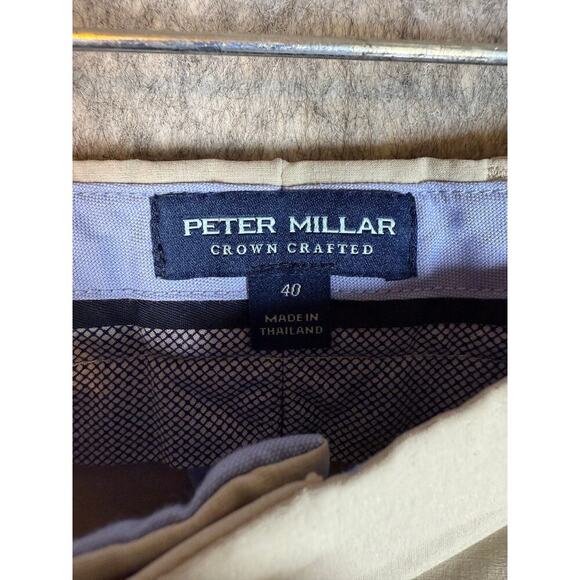 PETER MILLAR
CROWN CRAFTED
40
MADE IN
THAILAND